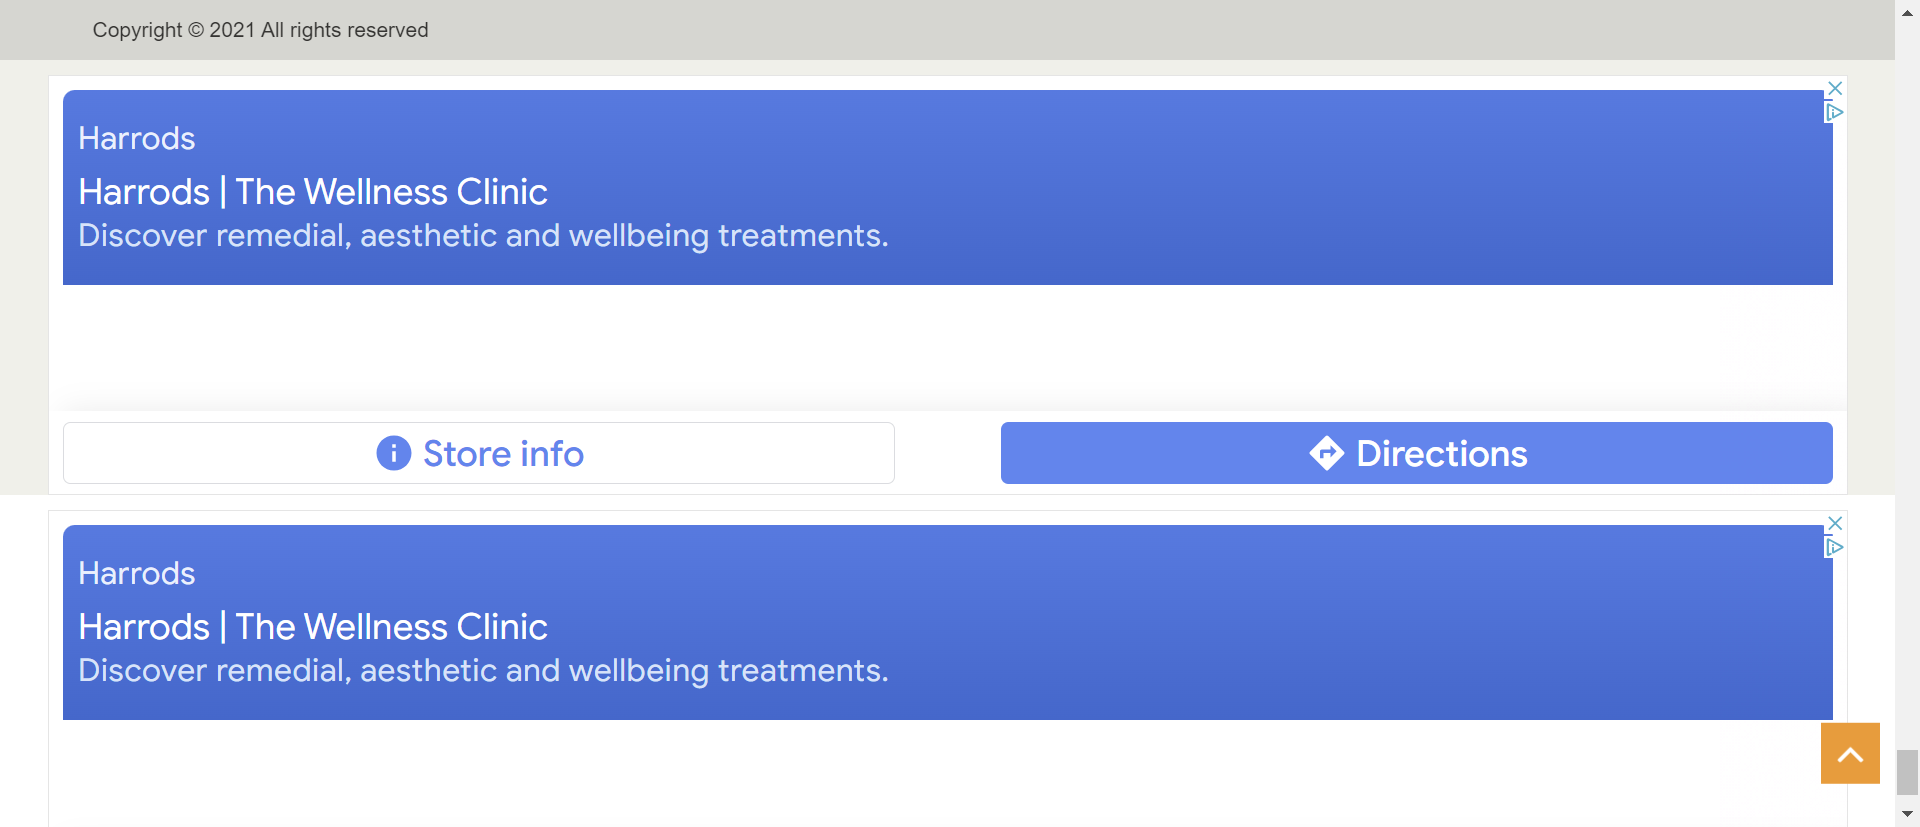 Copyright © 2021 All rights reserved
Harrods
Harrods | The Wellness Clinic
Discover remedial, aesthetic and wellbeing treatments.
Store info
Directions
Harrods
Harrods | The Wellness Clinic
Discover remedial, aesthetic and wellbeing treatments.